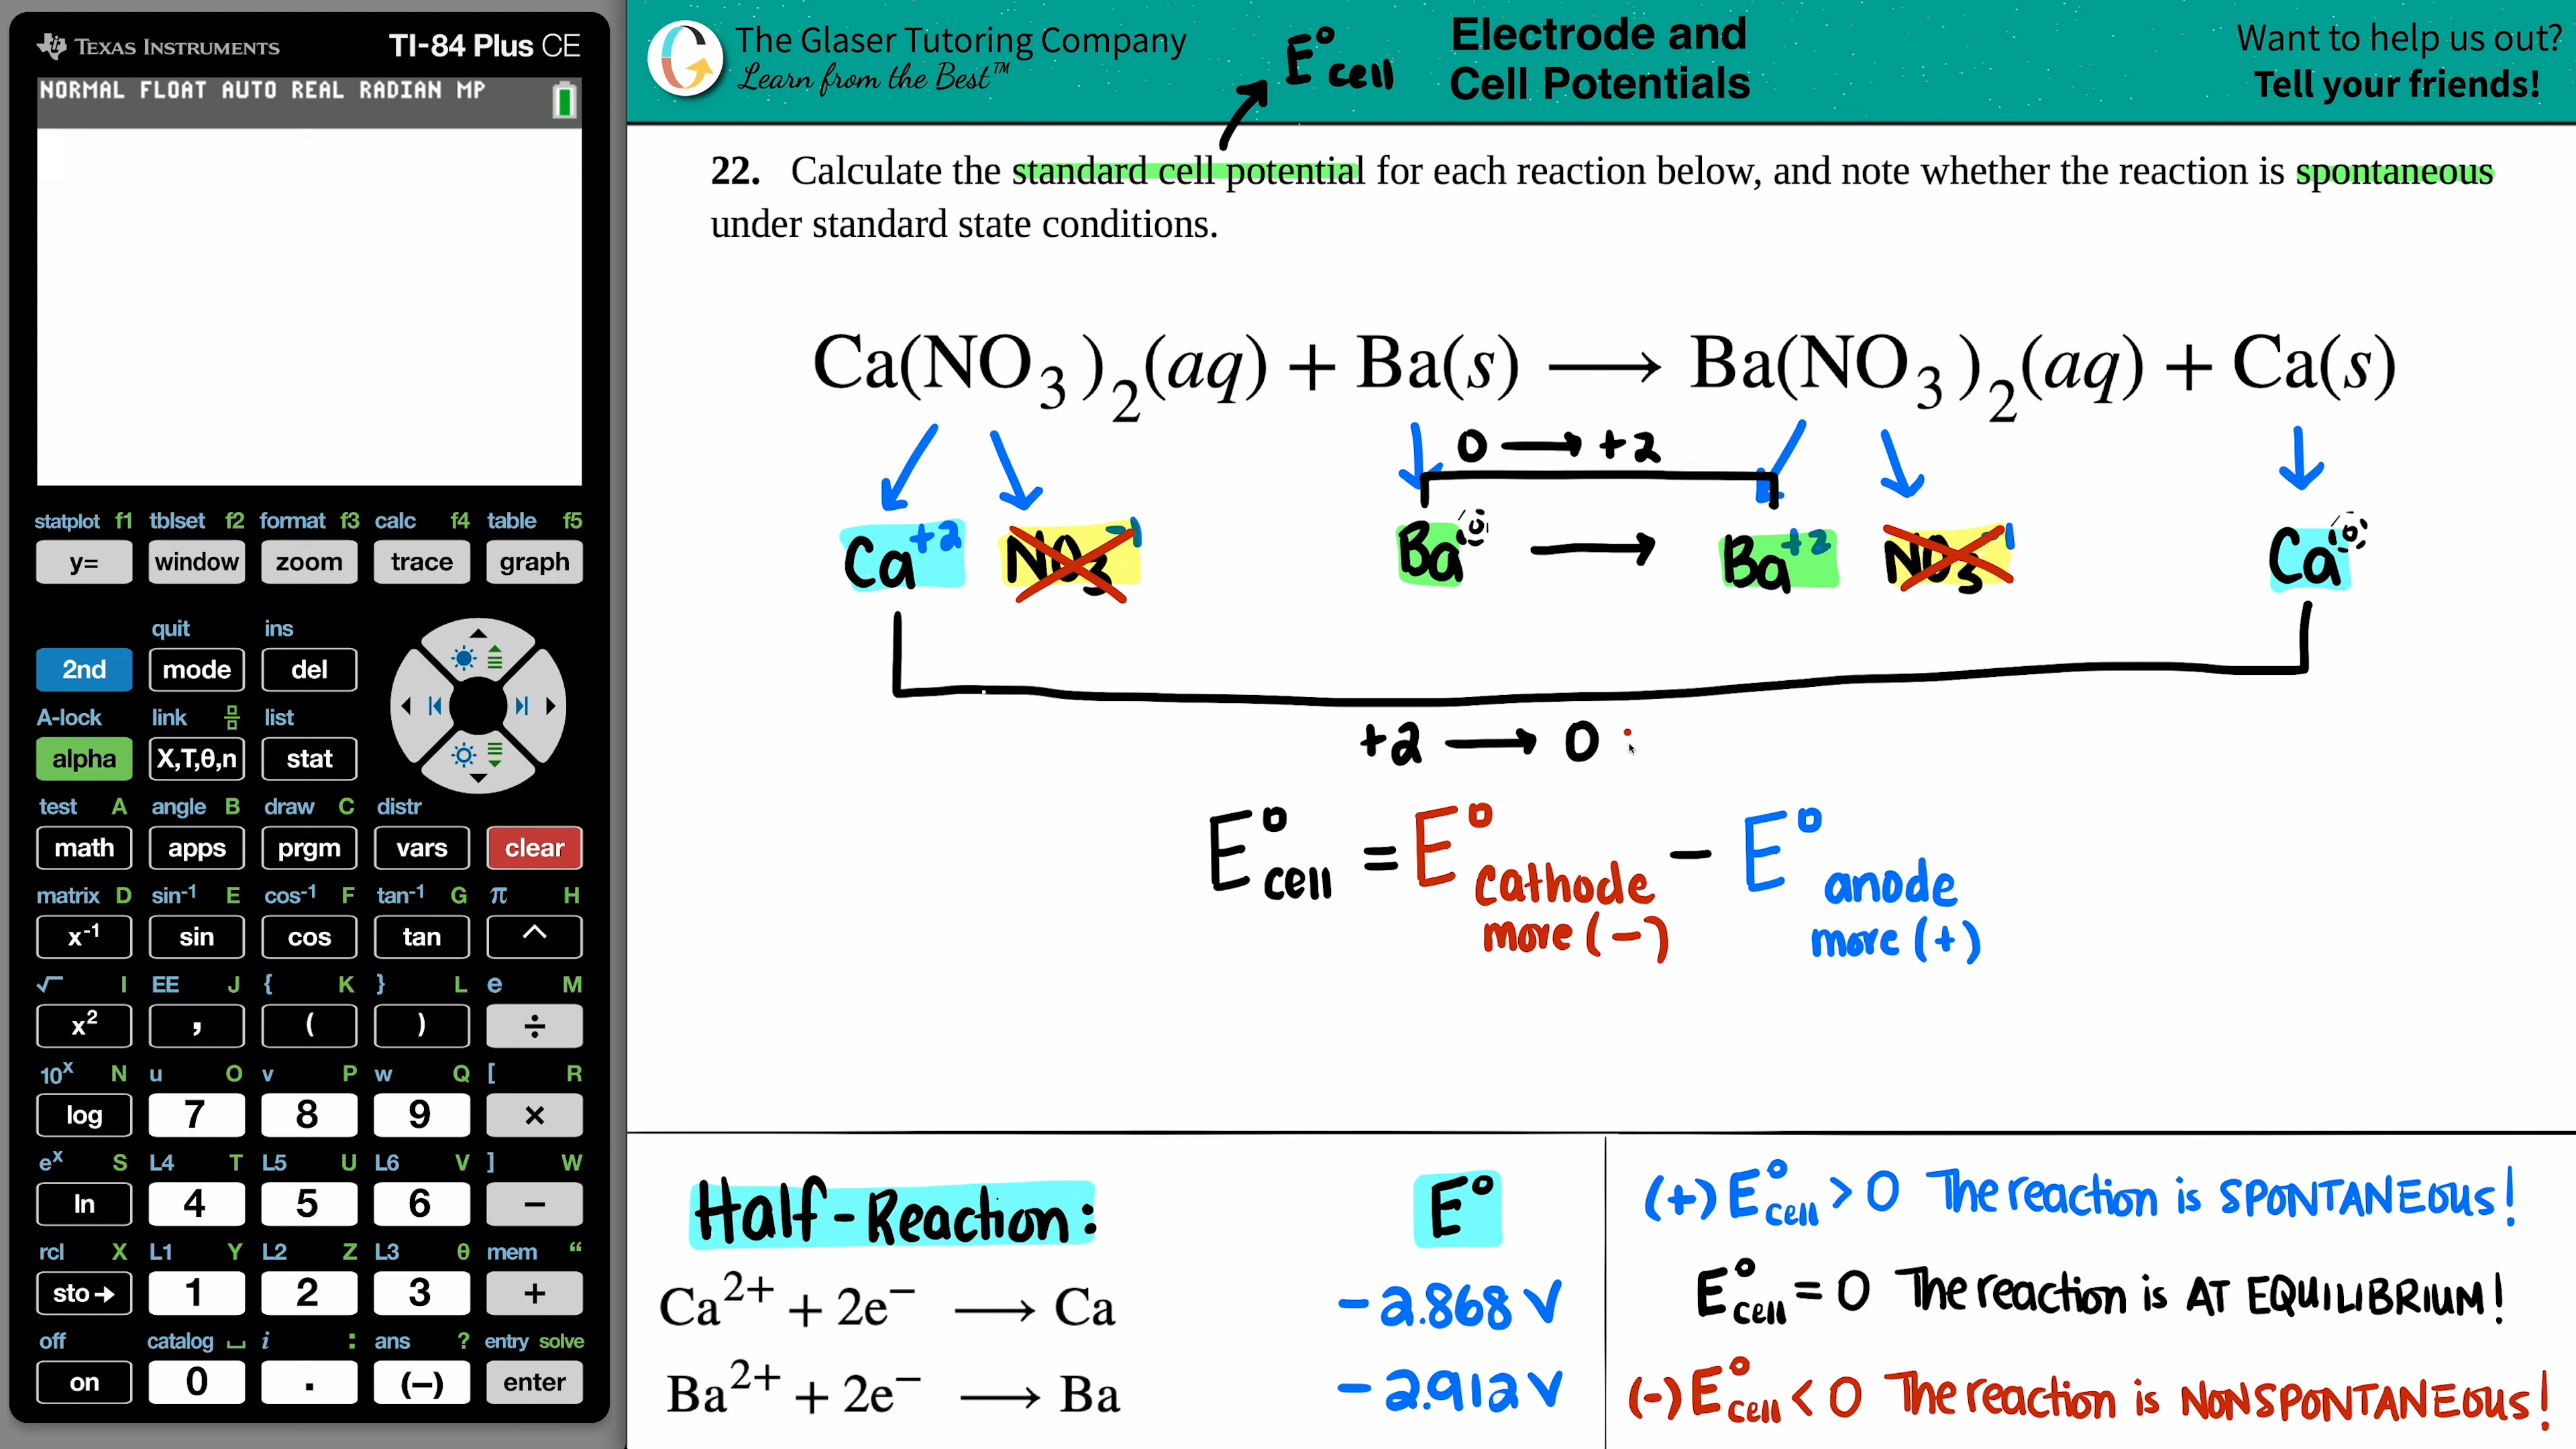 TEXAS INSTRUMENTS TI-84 Plus CE
NORMAL FLOAT AUTO REAL RADIAN MP
statplot f1 tblset f2 format f3 calc f4 table f5
y= window zoom trace graph
quit ins
2nd mode del
A-lock link list
alpha X,T,θ,n stat
test A angle B draw C distr
math apps prgm vars clear
matrix D sin⁻¹ E cos⁻¹ F tan⁻¹ G π H
x⁻¹ sin cos tan ^
√ I EE J { K } L e M
x² , ( ) ÷
10ˣ N u O v P w Q [ R
log 7 8 9 ×
eˣ S L4 T L5 U L6 V ] W
ln 4 5 6 −
rcl X L1 Y L2 Z L3 θ mem “
sto→ 1 2 3 +
off catalog ⎵ i : ans ? entry solve
on 0 . (−) enter
The Glaser Tutoring Company
Learn from the Best™
E°cell
Electrode and
Cell Potentials
Want to help us out?
Tell your friends!
22. Calculate the standard cell potential for each reaction below, and note whether the reaction is spontaneous
under standard state conditions.
Ca(NO₃)₂(aq) + Ba(s) ⟶ Ba(NO₃)₂(aq) + Ca(s)
0 → +2
Ca⁺² NO₃⁻¹ Ba⁽⁰⁾ → Ba⁺² NO₃⁻¹ Ca⁽⁰⁾
+2 → 0
E°cell = E°cathode − E°anode
more (−) more (+)
Half-Reaction: E°
Ca²⁺ + 2e⁻ ⟶ Ca −2.868 V
Ba²⁺ + 2e⁻ ⟶ Ba −2.912 V
(+) E°cell > 0 The reaction is SPONTANEOUS!
E°cell = 0 The reaction is AT EQUILIBRIUM!
(−) E°cell < 0 The reaction is NONSPONTANEOUS!